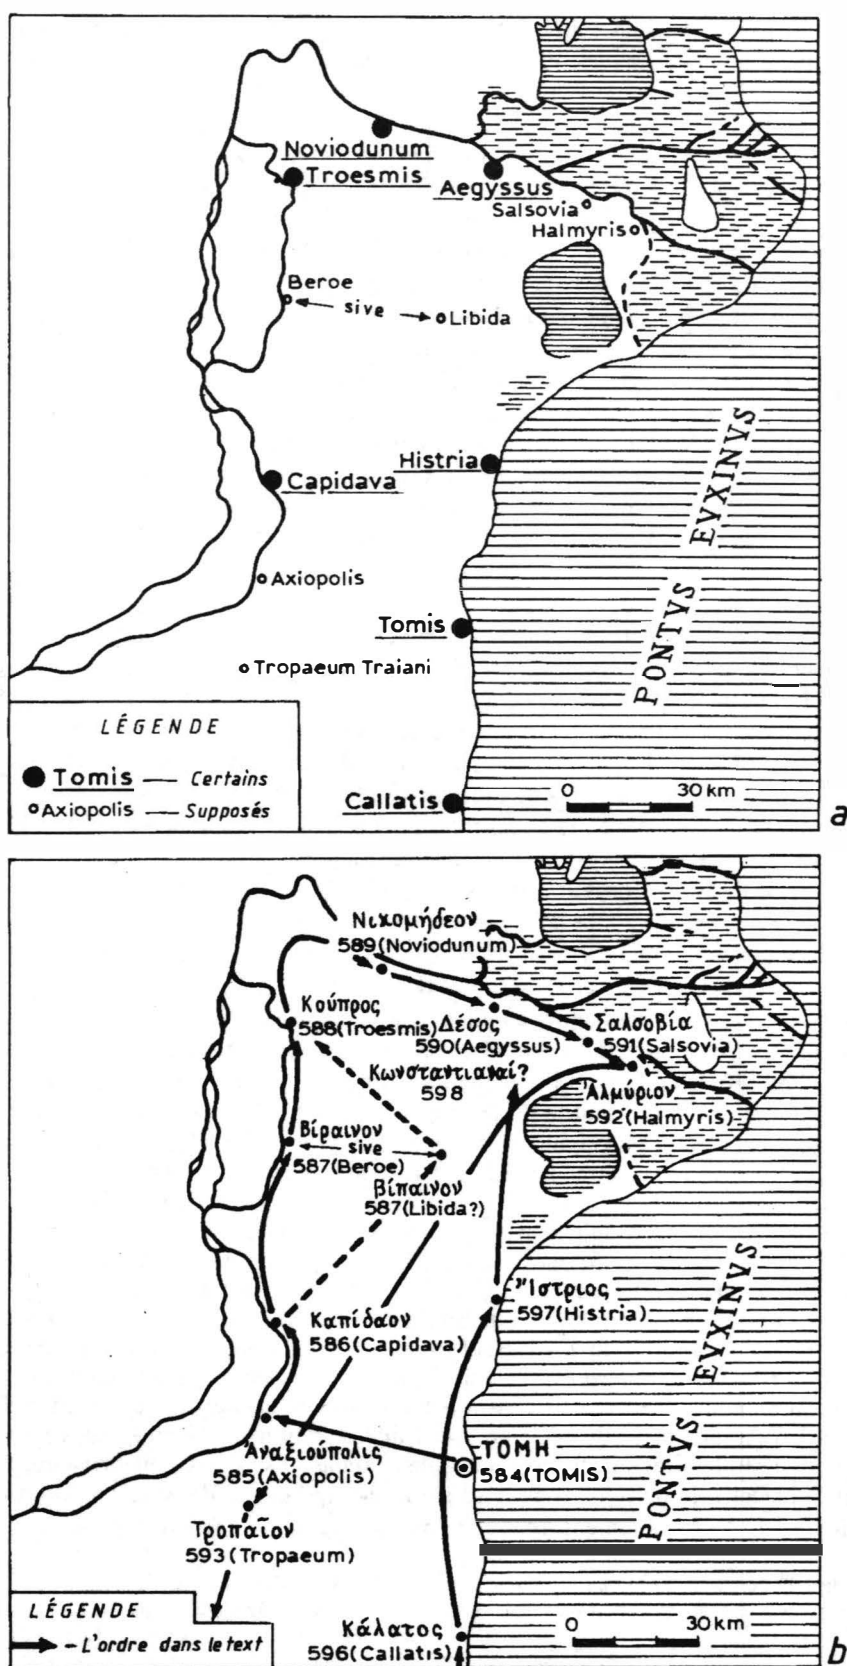 Noviodunum
Troesmis
Aegyssus
Salsovia
Halmyris
Beroe
sive
Libida
Histria
Capidava
Axiopolis
Tomis
Tropaeum Traiani
PONTVS EVXINVS
LÉGENDE
Tomis — Certains
Axiopolis — Supposés
Callatis
0 30 km
a
Νικομήδεον
589(Noviodunum)
Κούπρος
588(Troesmis)
Δέσος
590(Aegyssus)
Σαλσοβία
591(Salsovia)
Κωνσταντιαναί?
598
Ἁλμύριον
592(Halmyris)
Βίραινον
sive
587(Beroe)
βίπαινον
587(Libida?)
Ἴστριος
597(Histria)
Καπίδαον
586(Capidava)
Ἀναξιούπολις
585(Axiopolis)
ΤΟΜΗ
584(TOMIS)
Τροπαῖον
593(Tropaeum)
PONTVS EVXINVS
LÉGENDE
- L'ordre dans le text
Κάλατος
596(Callatis)
0 30 km
b